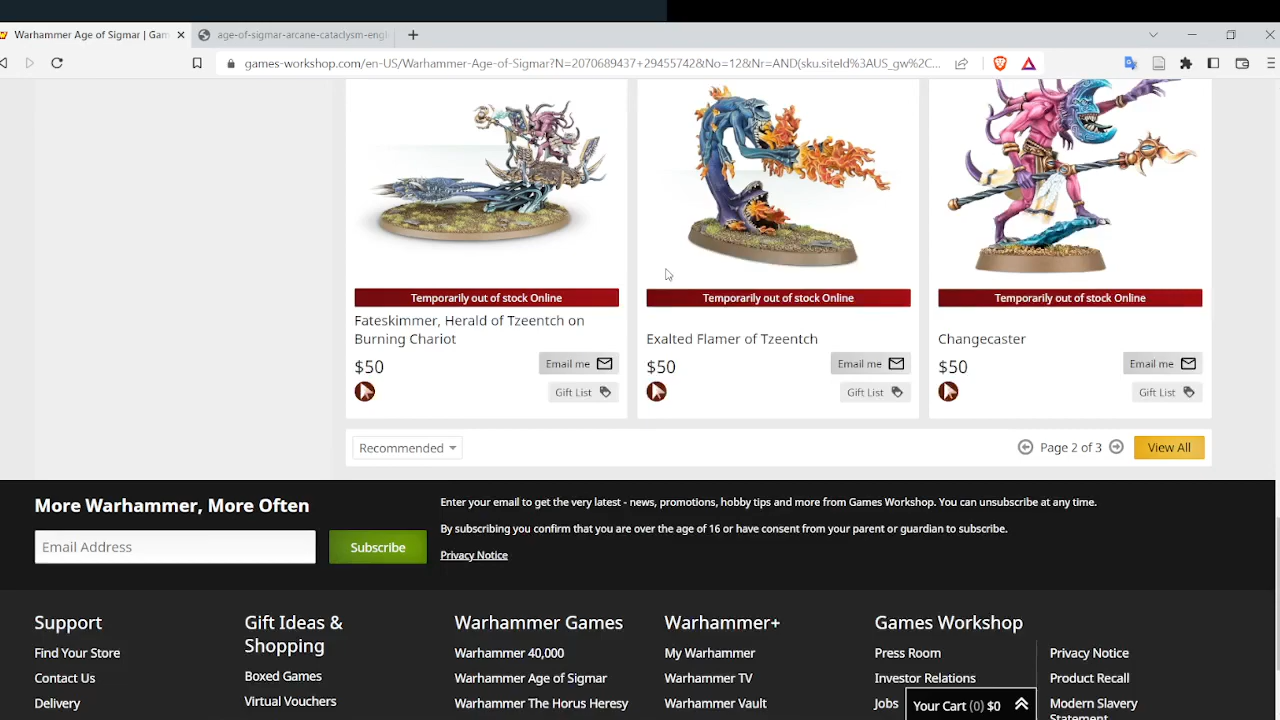 Warhammer Age of Sigmar | Gam
age-of-sigmar-arcane-cataclysm-engl
games-workshop.com/en-US/Warhammer-Age-of-Sigmar?N=2070689437+29455742&No=12&Nr=AND(sku.siteId%3AUS_gw%2C...
Temporarily out of stock Online
Temporarily out of stock Online
Temporarily out of stock Online
Fateskimmer, Herald of Tzeentch on
Burning Chariot
Exalted Flamer of Tzeentch
Changecaster
$50
Email me
$50
Email me
$50
Email me
Gift List
Gift List
Gift List
Recommended
Page 2 of 3
View All
More Warhammer, More Often
Email Address
Subscribe
Enter your email to get the very latest - news, promotions, hobby tips and more from Games Workshop. You can unsubscribe at any time.
By subscribing you confirm that you are over the age of 16 or have consent from your parent or guardian to subscribe.
Privacy Notice
Support
Find Your Store
Contact Us
Delivery
Gift Ideas &
Shopping
Boxed Games
Virtual Vouchers
Warhammer Games
Warhammer 40,000
Warhammer Age of Sigmar
Warhammer The Horus Heresy
Warhammer+
My Warhammer
Warhammer TV
Warhammer Vault
Games Workshop
Press Room
Investor Relations
Jobs
Privacy Notice
Product Recall
Modern Slavery
Statement
Your Cart (0) $0